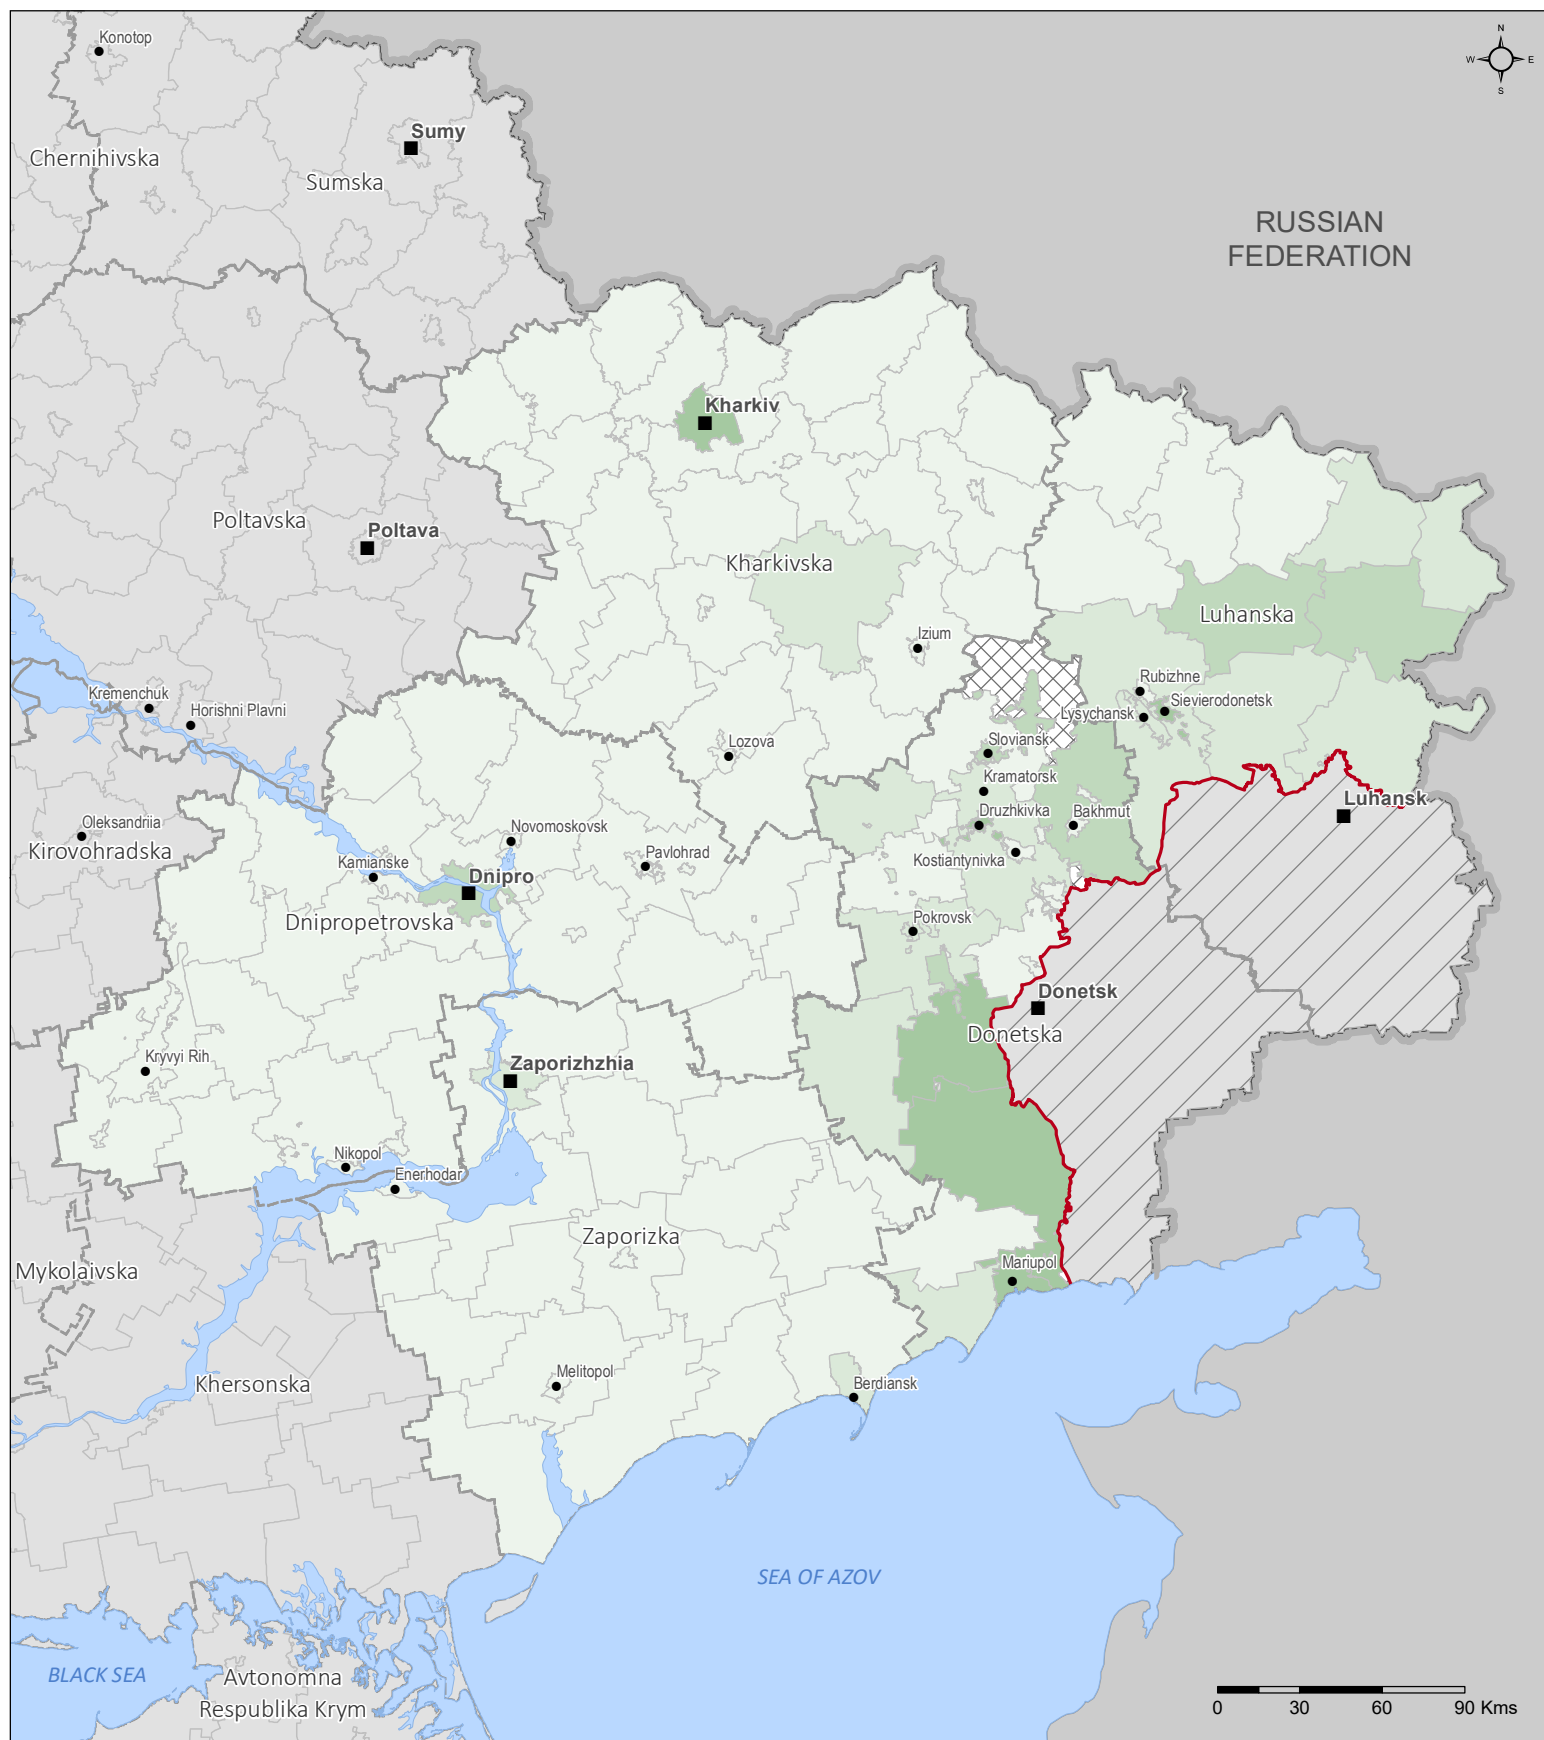 N
W
E
S
Konotop
Sumy
Chernihivska
Sumska
RUSSIAN
FEDERATION
Kharkiv
Poltavska
Poltava
Kharkivska
Luhanska
Izium
Rubizhne
Sievierodonetsk
Lysychansk
Kremenchuk
Horishni Plavni
Lozova
Sloviansk
Kramatorsk
Luhansk
Oleksandriia
Kirovohradska
Novomoskovsk
Druzhkivka
Bakhmut
Kamianske
Pavlohrad
Kostiantynivka
Dnipro
Dnipropetrovska
Pokrovsk
Donetsk
Donetska
Kryvyi Rih
Zaporizhzhia
Nikopol
Enerhodar
Zaporizka
Mykolaivska
Mariupol
Khersonska
Melitopol
Berdiansk
SEA OF AZOV
BLACK SEA
Avtonomna
Respublika Krym
0 30 60 90 Kms